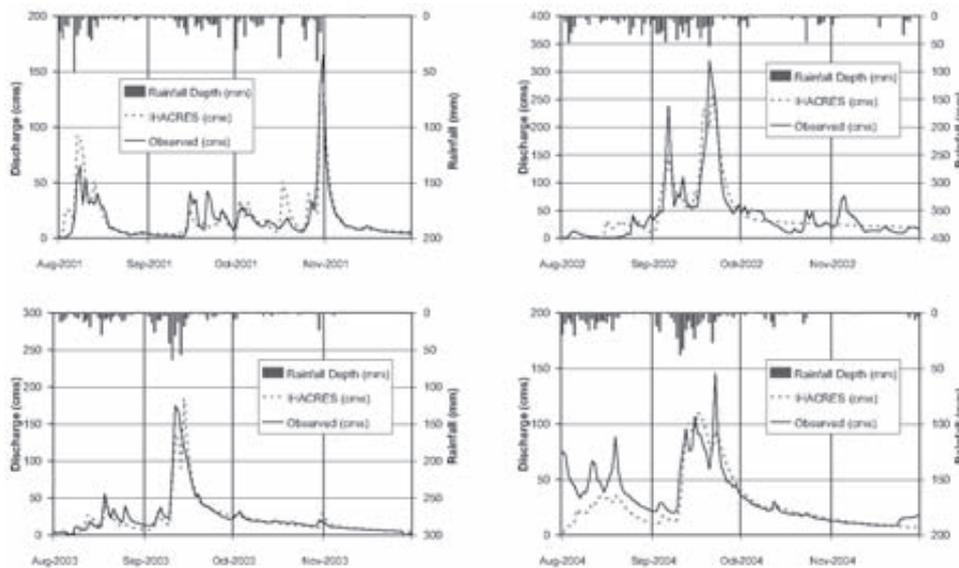 200
150
100
50
0
Discharge (cms)
0
50
100
150
200
Rainfall (mm)
Rainfall Depth (mm)
IHACRES (cms)
Observed (cms)
Aug-2001
Sep-2001
Oct-2001
Nov-2001
400
350
300
250
200
150
100
50
0
Discharge (cms)
0
50
100
150
200
250
300
350
400
Rainfall (mm)
Rainfall Depth (mm)
IHACRES (cms)
Observed (cms)
Aug-2002
Sep-2002
Oct-2002
Nov-2002
300
250
200
150
100
50
0
Discharge (cms)
0
50
100
150
200
250
300
Rainfall (mm)
Rainfall Depth (mm)
IHACRES (cms)
Observed (cms)
Aug-2003
Sep-2003
Oct-2003
Nov-2003
200
150
100
50
0
Discharge (cms)
0
50
100
150
200
Rainfall (mm)
Rainfall Depth (mm)
IHACRES (cms)
Observed (cms)
Aug-2004
Sep-2004
Oct-2004
Nov-2004